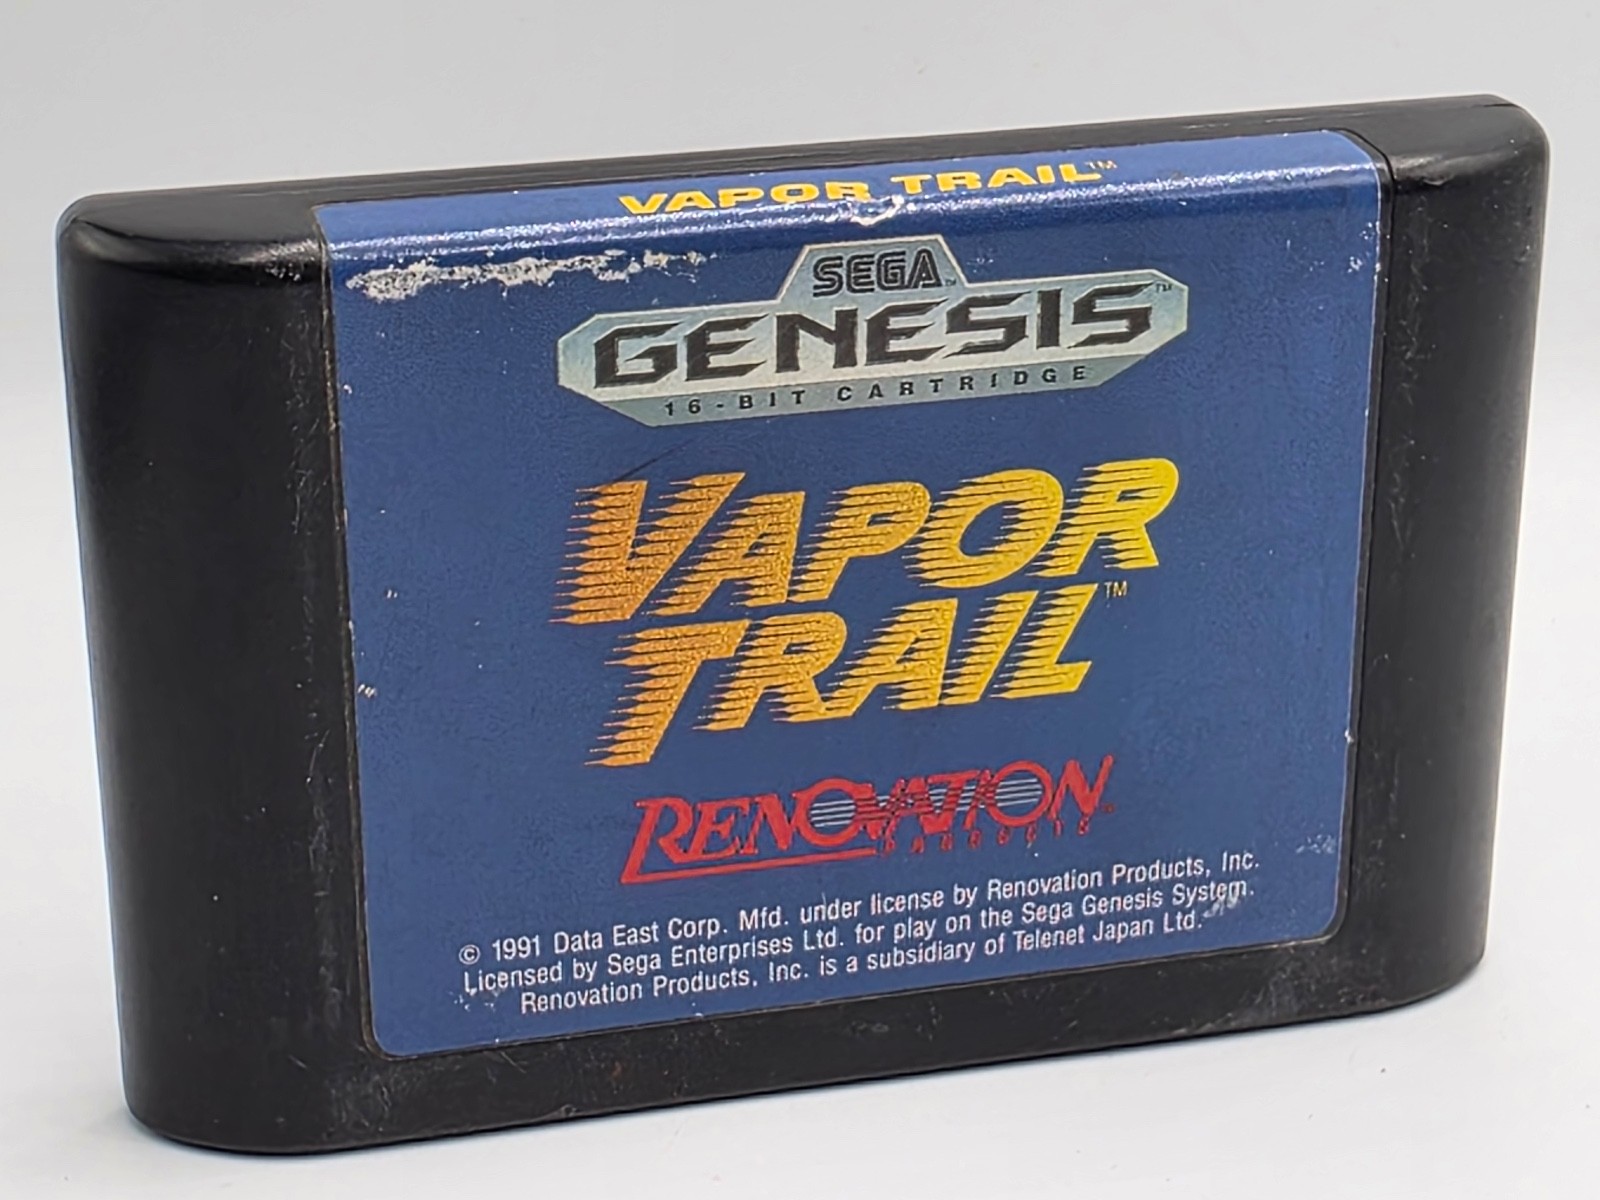 VAPOR TRAIL™
SEGA™
GENESIS™
16-BIT CARTRIDGE
VAPOR
TRAIL™
RENOVATION
PRODUCTS
© 1991 Data East Corp. Mfd. under license by Renovation Products, Inc.
Licensed by Sega Enterprises Ltd. for play on the Sega Genesis System.
Renovation Products, Inc. is a subsidiary of Telenet Japan Ltd.